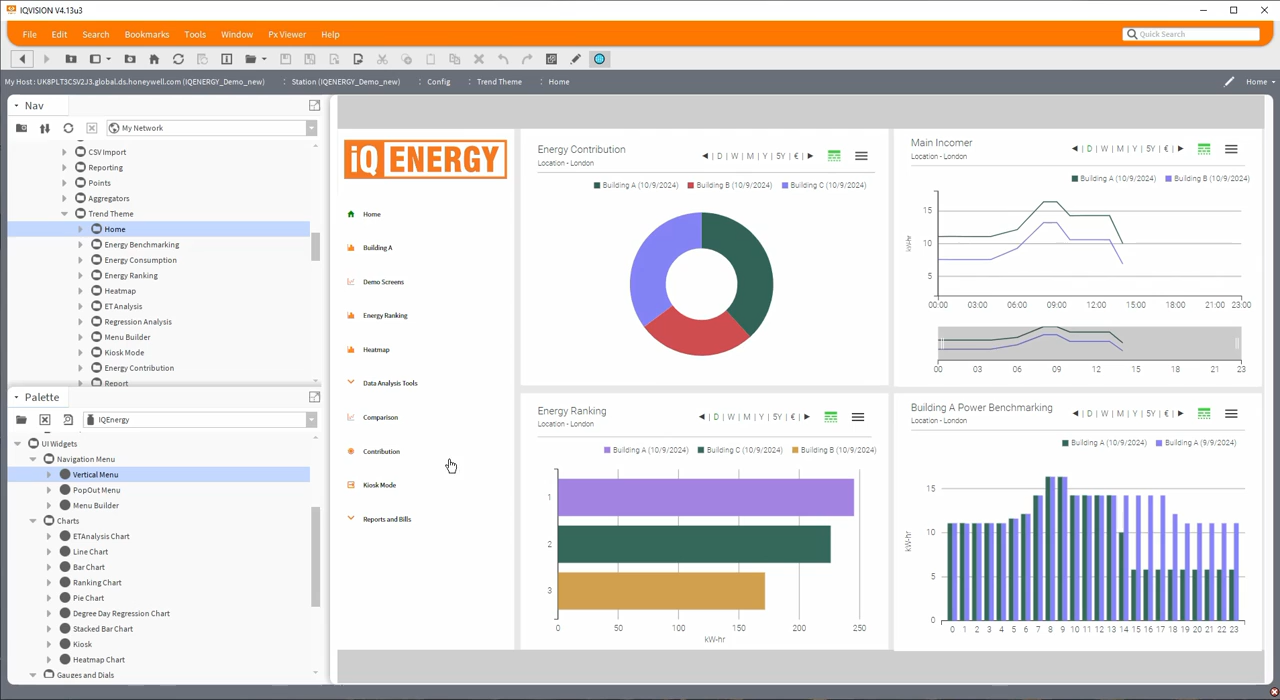 IQVISION V4.13u3
File Edit Search Bookmarks Tools Window Px Viewer Help
Quick Search
My Host : UK8PLT3CSV2J3.global.ds.honeywell.com (IQENERGY_Demo_new) : Station (IQENERGY_Demo_new) : Config : Trend Theme : Home
Home
Nav
My Network
CSV Import
Reporting
Points
Aggregators
Trend Theme
Home
Energy Benchmarking
Energy Consumption
Energy Ranking
Heatmap
ET Analysis
Regression Analysis
Menu Builder
Kiosk Mode
Energy Contribution
Report
Palette
IQEnergy
UI Widgets
Navigation Menu
Vertical Menu
PopOut Menu
Menu Builder
Charts
ETAnalysis Chart
Line Chart
Bar Chart
Ranking Chart
Pie Chart
Degree Day Regression Chart
Stacked Bar Chart
Kiosk
Heatmap Chart
Gauges and Dials
iQ ENERGY
Home
Building A
Demo Screens
Energy Ranking
Heatmap
Data Analysis Tools
Comparison
Contribution
Kiosk Mode
Reports and Bills
Energy Contribution
Location - London
| D | W | M | Y | 5Y | € |
Building A (10/9/2024) Building B (10/9/2024) Building C (10/9/2024)
Main Incomer
Location - London
| D | W | M | Y | 5Y | € |
Building A (10/9/2024) Building B (10/9/2024)
kW-hr
15
10
5
00:00 03:00 06:00 09:00 12:00 15:00 18:00 21:00 23:00
00 03 06 09 12 15 18 21 23
Energy Ranking
Location - London
| D | W | M | Y | 5Y | € |
Building A (10/9/2024) Building C (10/9/2024) Building B (10/9/2024)
1
2
3
0 50 100 150 200 250
kW-hr
Building A Power Benchmarking
Location - London
| D | W | M | Y | 5Y | € |
Building A (10/9/2024) Building A (9/9/2024)
kW-hr
15
10
5
0
0 1 2 3 4 5 6 7 8 9 10 11 12 13 14 15 16 17 18 19 20 21 22 23